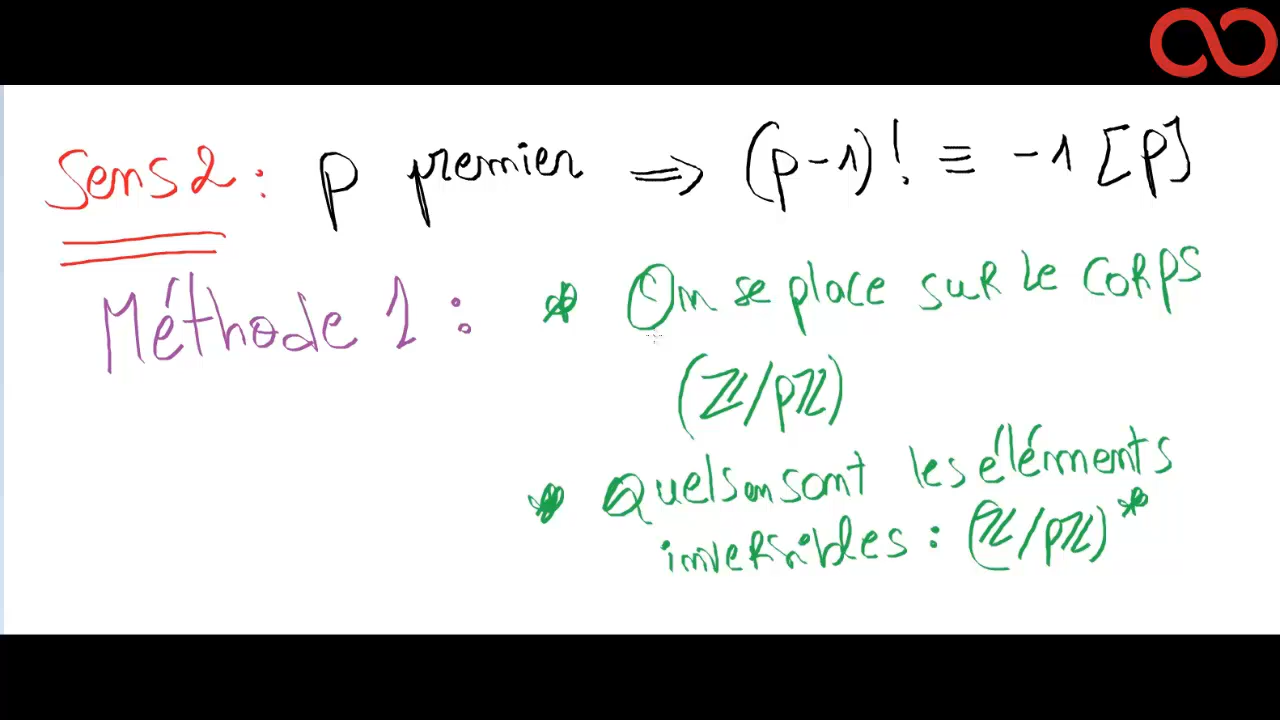 Sens 2 : p premier ⟹ (p-1)! ≡ -1 [p]
Méthode 1 : * On se place sur le corps
(ℤ/pℤ)
* Quels en sont les éléments
inversibles : (ℤ/pℤ)*